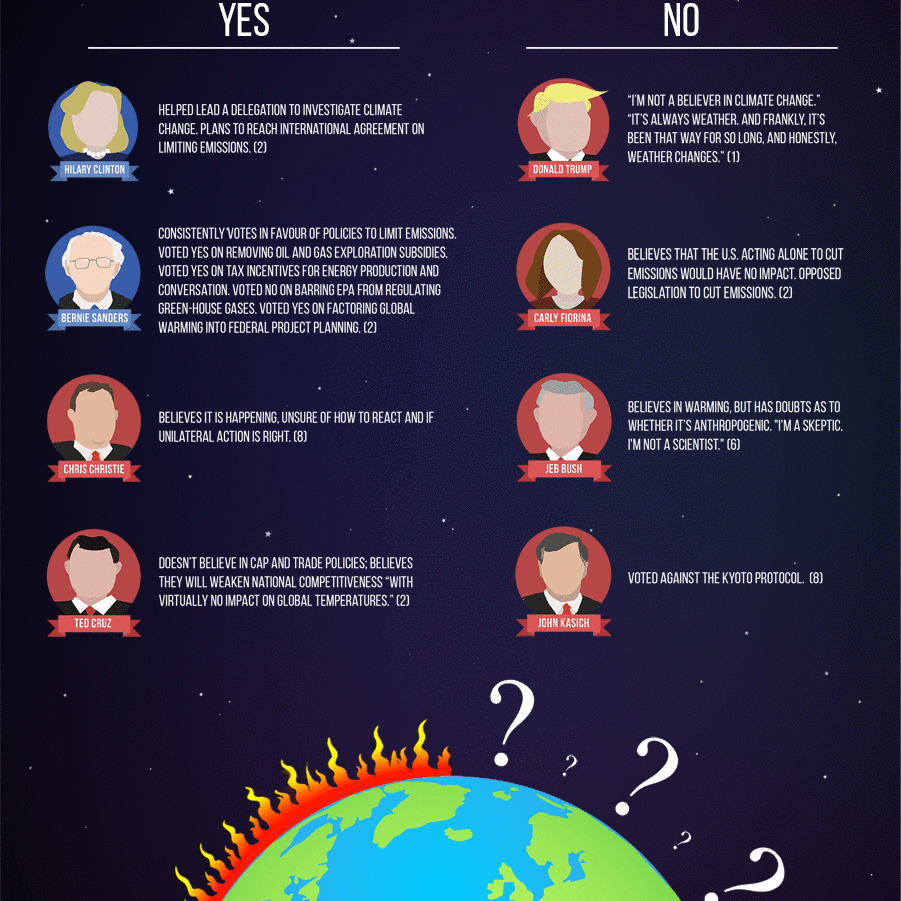 YES
HILARY CLINTON
HELPED LEAD A DELEGATION TO INVESTIGATE CLIMATE
CHANGE. PLANS TO REACH INTERNATIONAL AGREEMENT ON
LIMITING EMISSIONS. (2)
BERNIE SANDERS
CONSISTENTLY VOTES IN FAVOUR OF POLICIES TO LIMIT EMISSIONS.
VOTED YES ON REMOVING OIL AND GAS EXPLORATION SUBSIDIES.
VOTED YES ON TAX INCENTIVES FOR ENERGY PRODUCTION AND
CONVERSATION. VOTED NO ON BARRING EPA FROM REGULATING
GREEN-HOUSE GASES. VOTED YES ON FACTORING GLOBAL
WARMING INTO FEDERAL PROJECT PLANNING. (2)
CHRIS CHRISTIE
BELIEVES IT IS HAPPENING, UNSURE OF HOW TO REACT AND IF
UNILATERAL ACTION IS RIGHT. (8)
TED CRUZ
DOESN'T BELIEVE IN CAP AND TRADE POLICIES; BELIEVES
THEY WILL WEAKEN NATIONAL COMPETITIVENESS “WITH
VIRTUALLY NO IMPACT ON GLOBAL TEMPERATURES.” (2)
NO
DONALD TRUMP
“I'M NOT A BELIEVER IN CLIMATE CHANGE.”
“IT'S ALWAYS WEATHER. AND FRANKLY, IT'S
BEEN THAT WAY FOR SO LONG, AND HONESTLY,
WEATHER CHANGES.” (1)
CARLY FIORINA
BELIEVES THAT THE U.S. ACTING ALONE TO CUT
EMISSIONS WOULD HAVE NO IMPACT. OPPOSED
LEGISLATION TO CUT EMISSIONS. (2)
JEB BUSH
BELIEVES IN WARMING, BUT HAS DOUBTS AS TO
WHETHER IT'S ANTHROPOGENIC. "I'M A SKEPTIC.
I'M NOT A SCIENTIST." (6)
JOHN KASICH
VOTED AGAINST THE KYOTO PROTOCOL. (8)
?
?
?
?
?